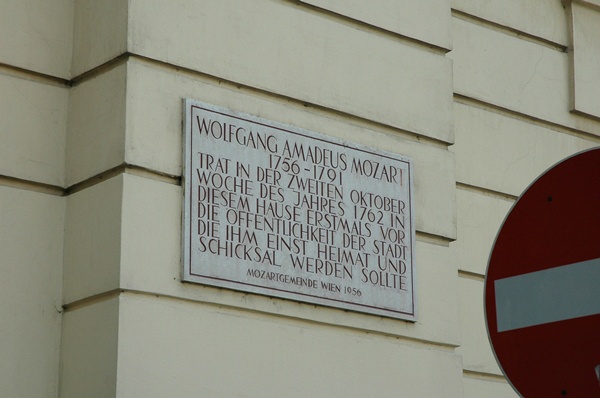 WOLFGANG AMADEUS MOZART
1756-1791
TRAT IN DER ZWEITEN OKTOBER
WOCHE DES JAHRES 1762 IN
DIESEM HAUSE ERSTMALS VOR
DIE ÖFFENTLICHKEIT DER STADT
DIE IHM EINST HEIMAT UND
SCHICKSAL WERDEN SOLLTE
MOZARTGEMEINDE WIEN 1956